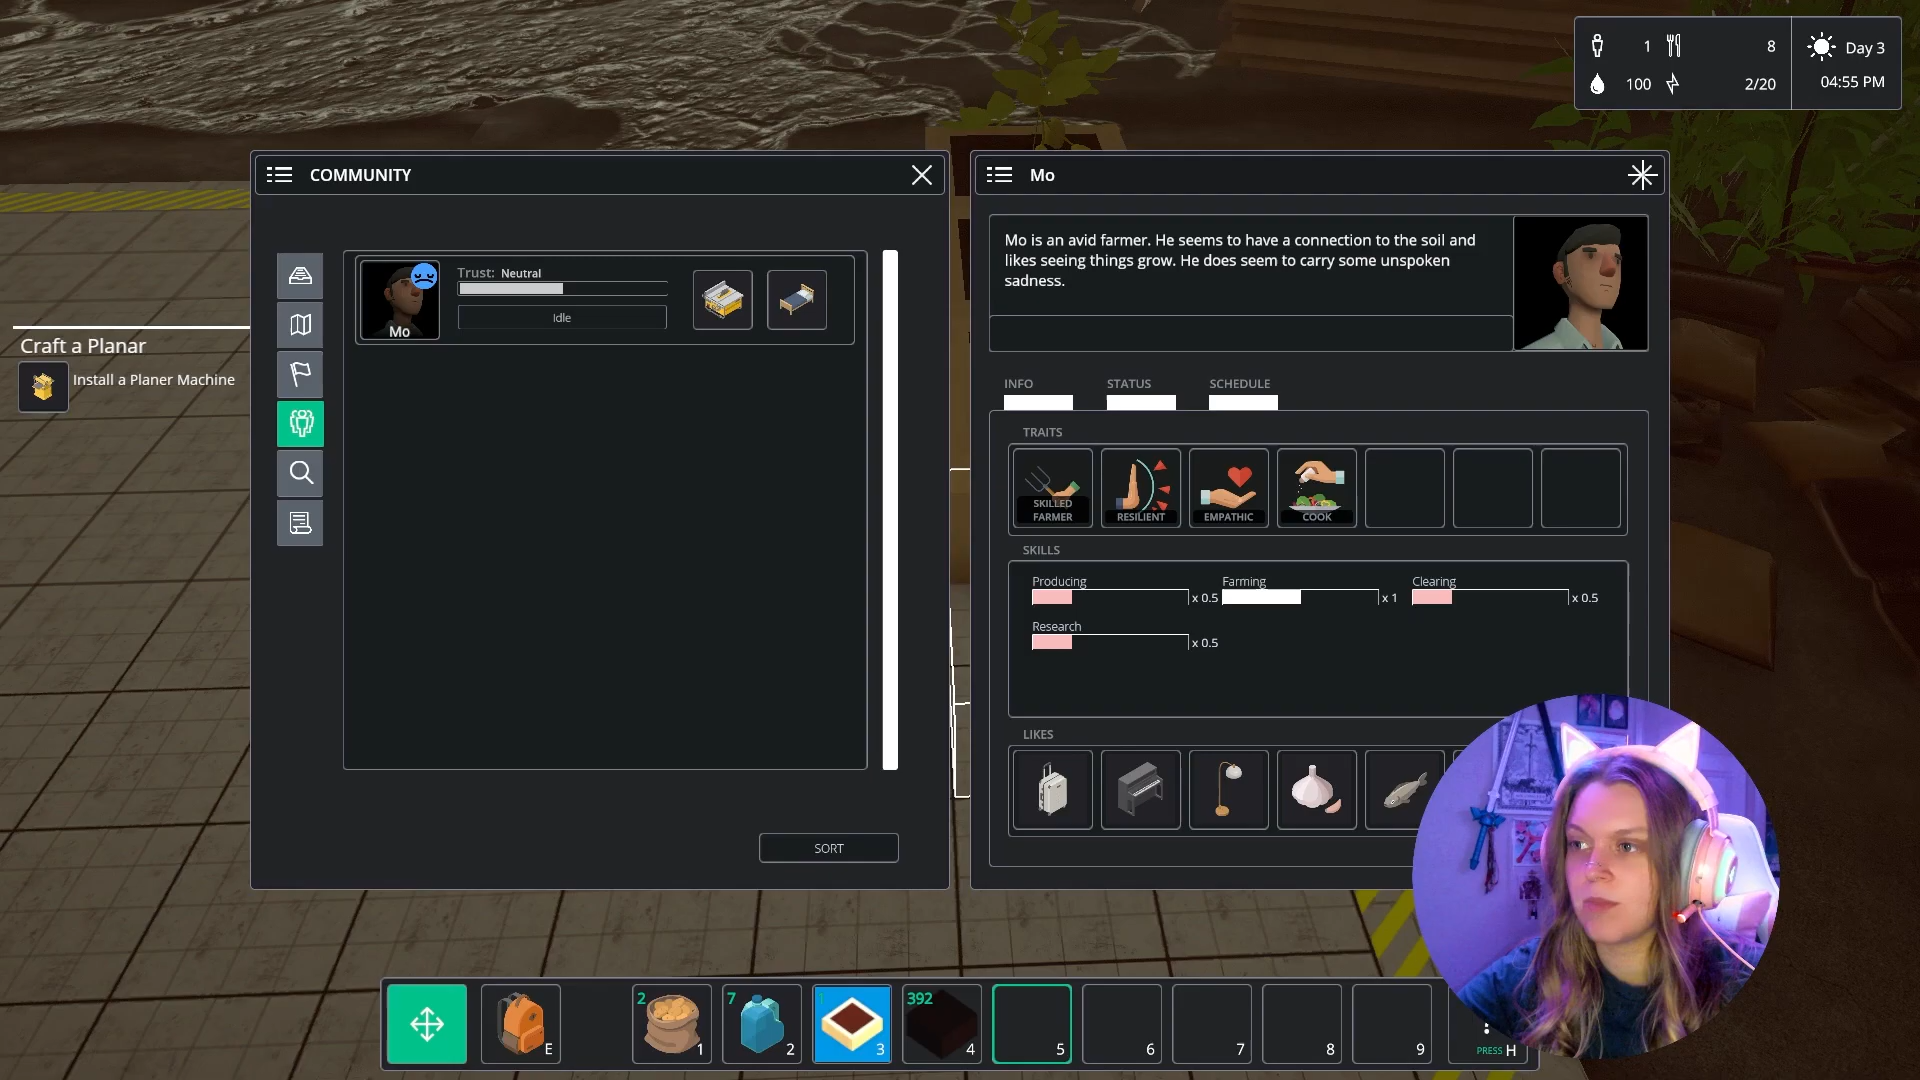 1
8
100
2/20
Day 3
04:55 PM
COMMUNITY
Trust: Neutral
Idle
Mo
SORT
Craft a Planar
Install a Planer Machine
Mo
Mo is an avid farmer. He seems to have a connection to the soil and
likes seeing things grow. He does seem to carry some unspoken
sadness.
INFO
STATUS
SCHEDULE
TRAITS
SKILLED
FARMER
RESILIENT
EMPATHIC
COOK
SKILLS
Producing
x 0.5
Farming
x 1
Clearing
x 0.5
Research
x 0.5
LIKES
E
2
1
7
2
3
392
4
5
6
7
8
9
PRESS H